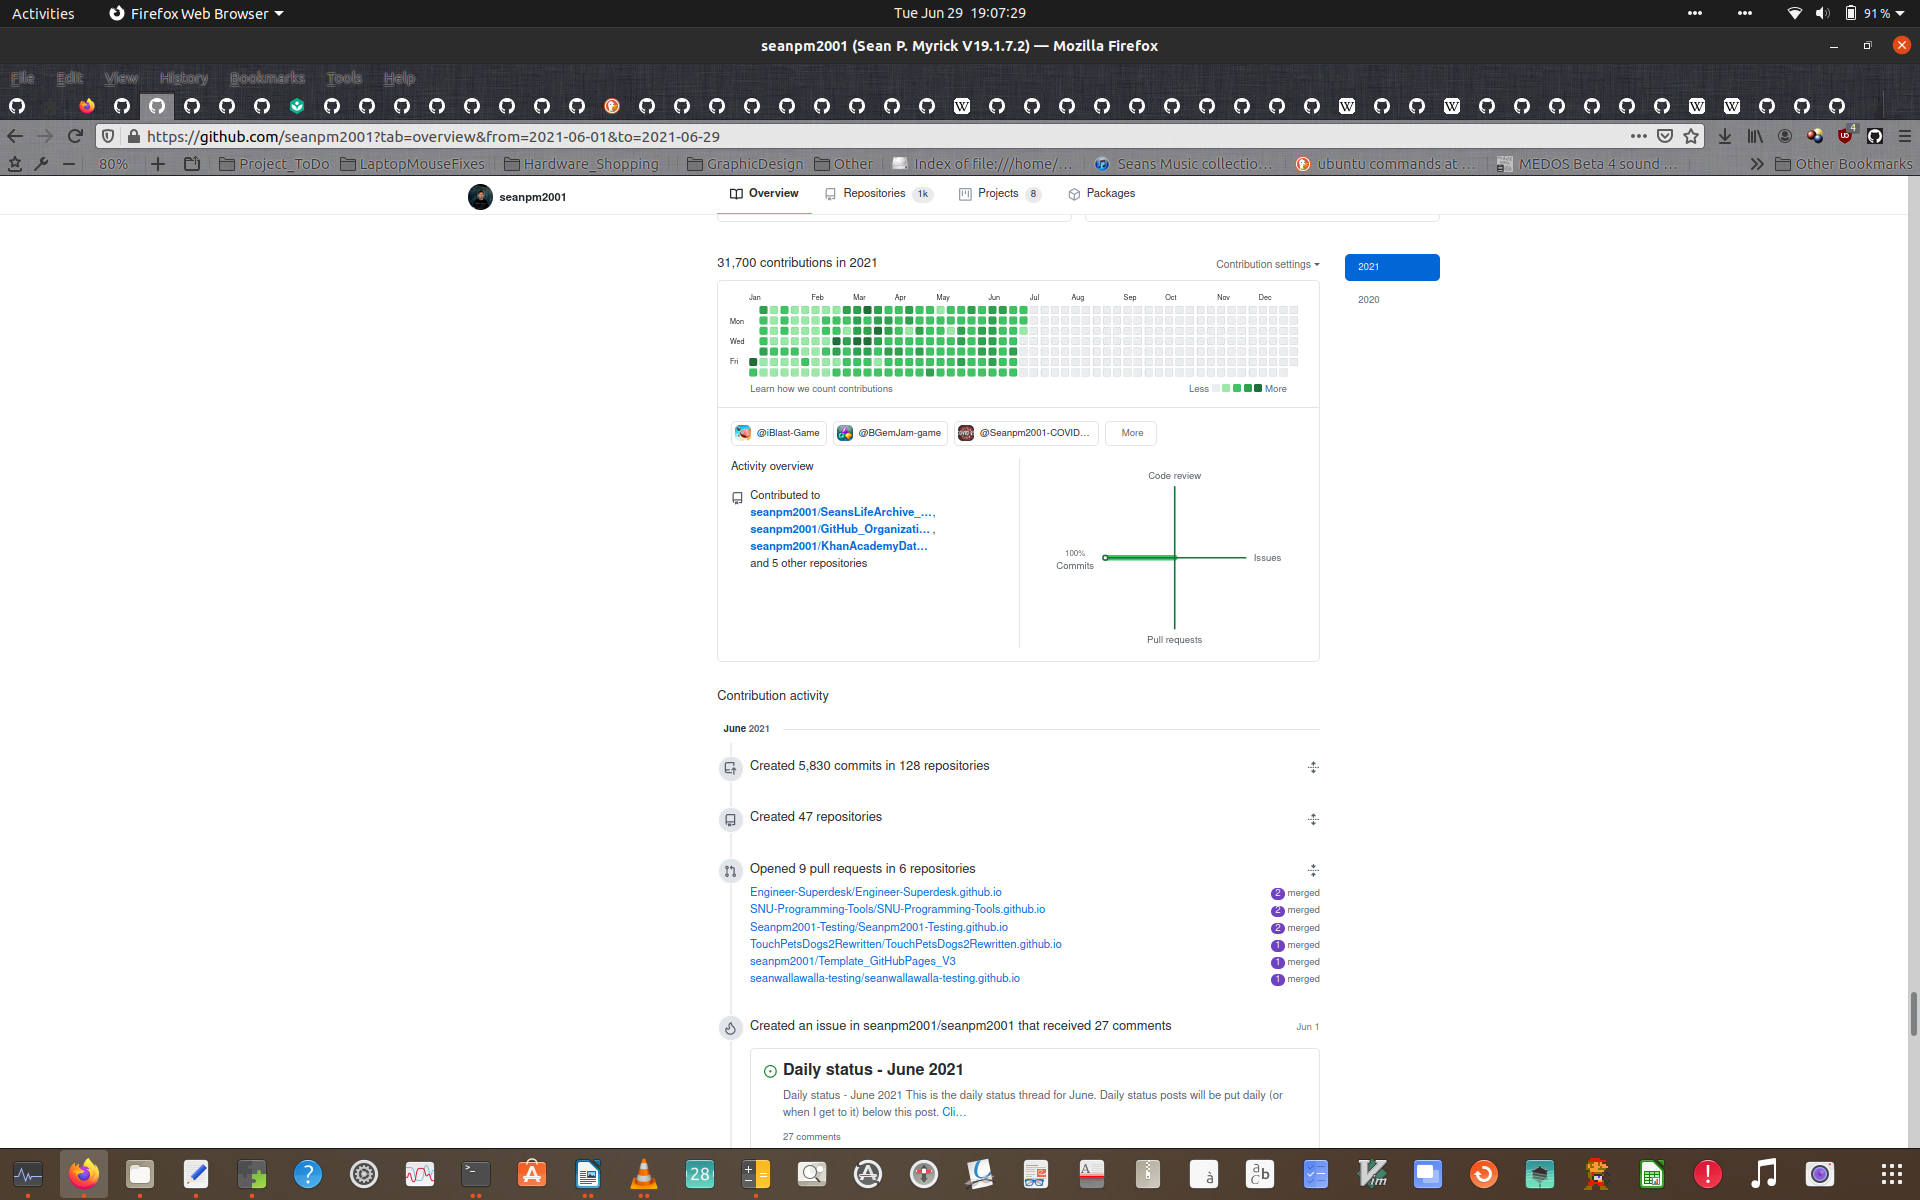 Activities
Firefox Web Browser
Tue Jun 29 19:07:29
91 %
seanpm2001 (Sean P. Myrick V19.1.7.2) — Mozilla Firefox
File Edit View History Bookmarks Tools Help
https://github.com/seanpm2001?tab=overview&from=2021-06-01&to=2021-06-29
4
80%
Project_ToDo
LaptopMouseFixes
Hardware_Shopping
GraphicDesign
Other
Index of file:///home/...
Seans Music collectio...
ubuntu commands at ...
MEDOS Beta 4 sound ...
Other Bookmarks
seanpm2001
Overview
Repositories 1k
Projects 8
Packages
31,700 contributions in 2021
Contribution settings
2021
2020
Jan Feb Mar Apr May Jun Jul Aug Sep Oct Nov Dec
Mon
Wed
Fri
Learn how we count contributions
Less More
@iBlast-Game
@BGemJam-game
@Seanpm2001-COVID...
More
Activity overview
Contributed to
seanpm2001/SeansLifeArchive_...,
seanpm2001/GitHub_Organizati... ,
seanpm2001/KhanAcademyDat...
and 5 other repositories
Code review
100%
Commits
Issues
Pull requests
Contribution activity
June 2021
Created 5,830 commits in 128 repositories
Created 47 repositories
Opened 9 pull requests in 6 repositories
Engineer-Superdesk/Engineer-Superdesk.github.io 2 merged
SNU-Programming-Tools/SNU-Programming-Tools.github.io 2 merged
Seanpm2001-Testing/Seanpm2001-Testing.github.io 2 merged
TouchPetsDogs2Rewritten/TouchPetsDogs2Rewritten.github.io 1 merged
seanpm2001/Template_GitHubPages_V3 1 merged
seanwallawalla-testing/seanwallawalla-testing.github.io 1 merged
Created an issue in seanpm2001/seanpm2001 that received 27 comments
Jun 1
Daily status - June 2021
Daily status - June 2021 This is the daily status thread for June. Daily status posts will be put daily (or
when I get to it) below this post. Cli...
27 comments
28